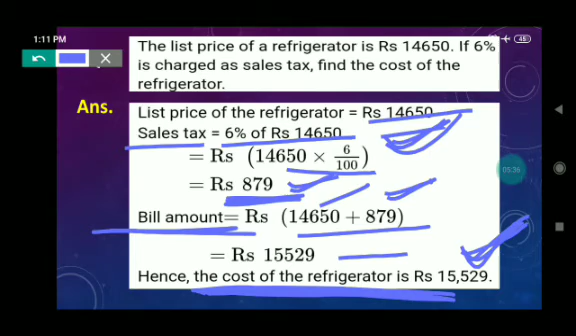 1:11 PM
45
The list price of a refrigerator is Rs 14650. If 6%
is charged as sales tax, find the cost of the
refrigerator.
Ans.
List price of the refrigerator = Rs 14650
Sales tax = 6% of Rs 14650
= Rs (14650 × 6/100)
= Rs 879
05:36
Bill amount= Rs (14650 + 879)
= Rs 15529
Hence, the cost of the refrigerator is Rs 15,529.